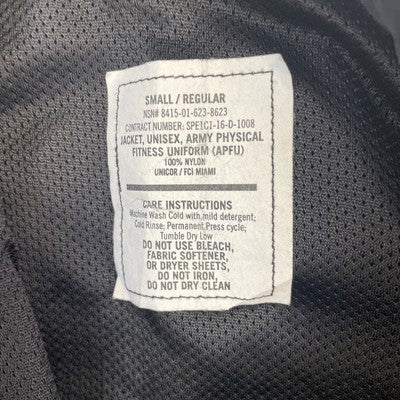 SMALL / REGULAR
NSN# 8415-01-623-8623
CONTRACT NUMBER: SPE1C1-16-D-1008
JACKET, UNISEX, ARMY PHYSICAL
FITNESS UNIFORM (APFU)
100% NYLON
UNICOR / FCI MIAMI
CARE INSTRUCTIONS
Machine Wash Cold with mild detergent;
Cold Rinse; Permanent Press cycle;
Tumble Dry Low
DO NOT USE BLEACH,
FABRIC SOFTENER,
OR DRYER SHEETS,
DO NOT IRON,
DO NOT DRY CLEAN